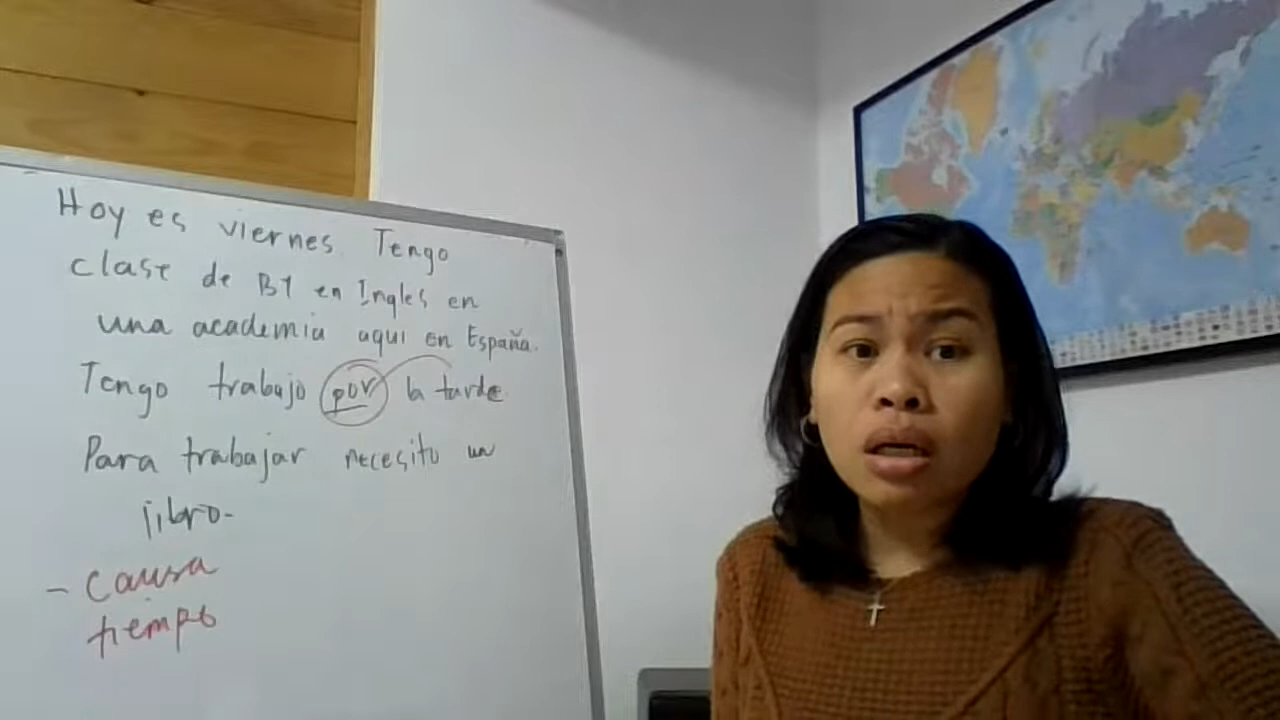 Hoy es viernes. Tengo
clase de B1 en Ingles en
una academia aqui en España.
Tengo trabajo por la tarde.
Para trabajar necesito un
libro.
- Causa
tiempo